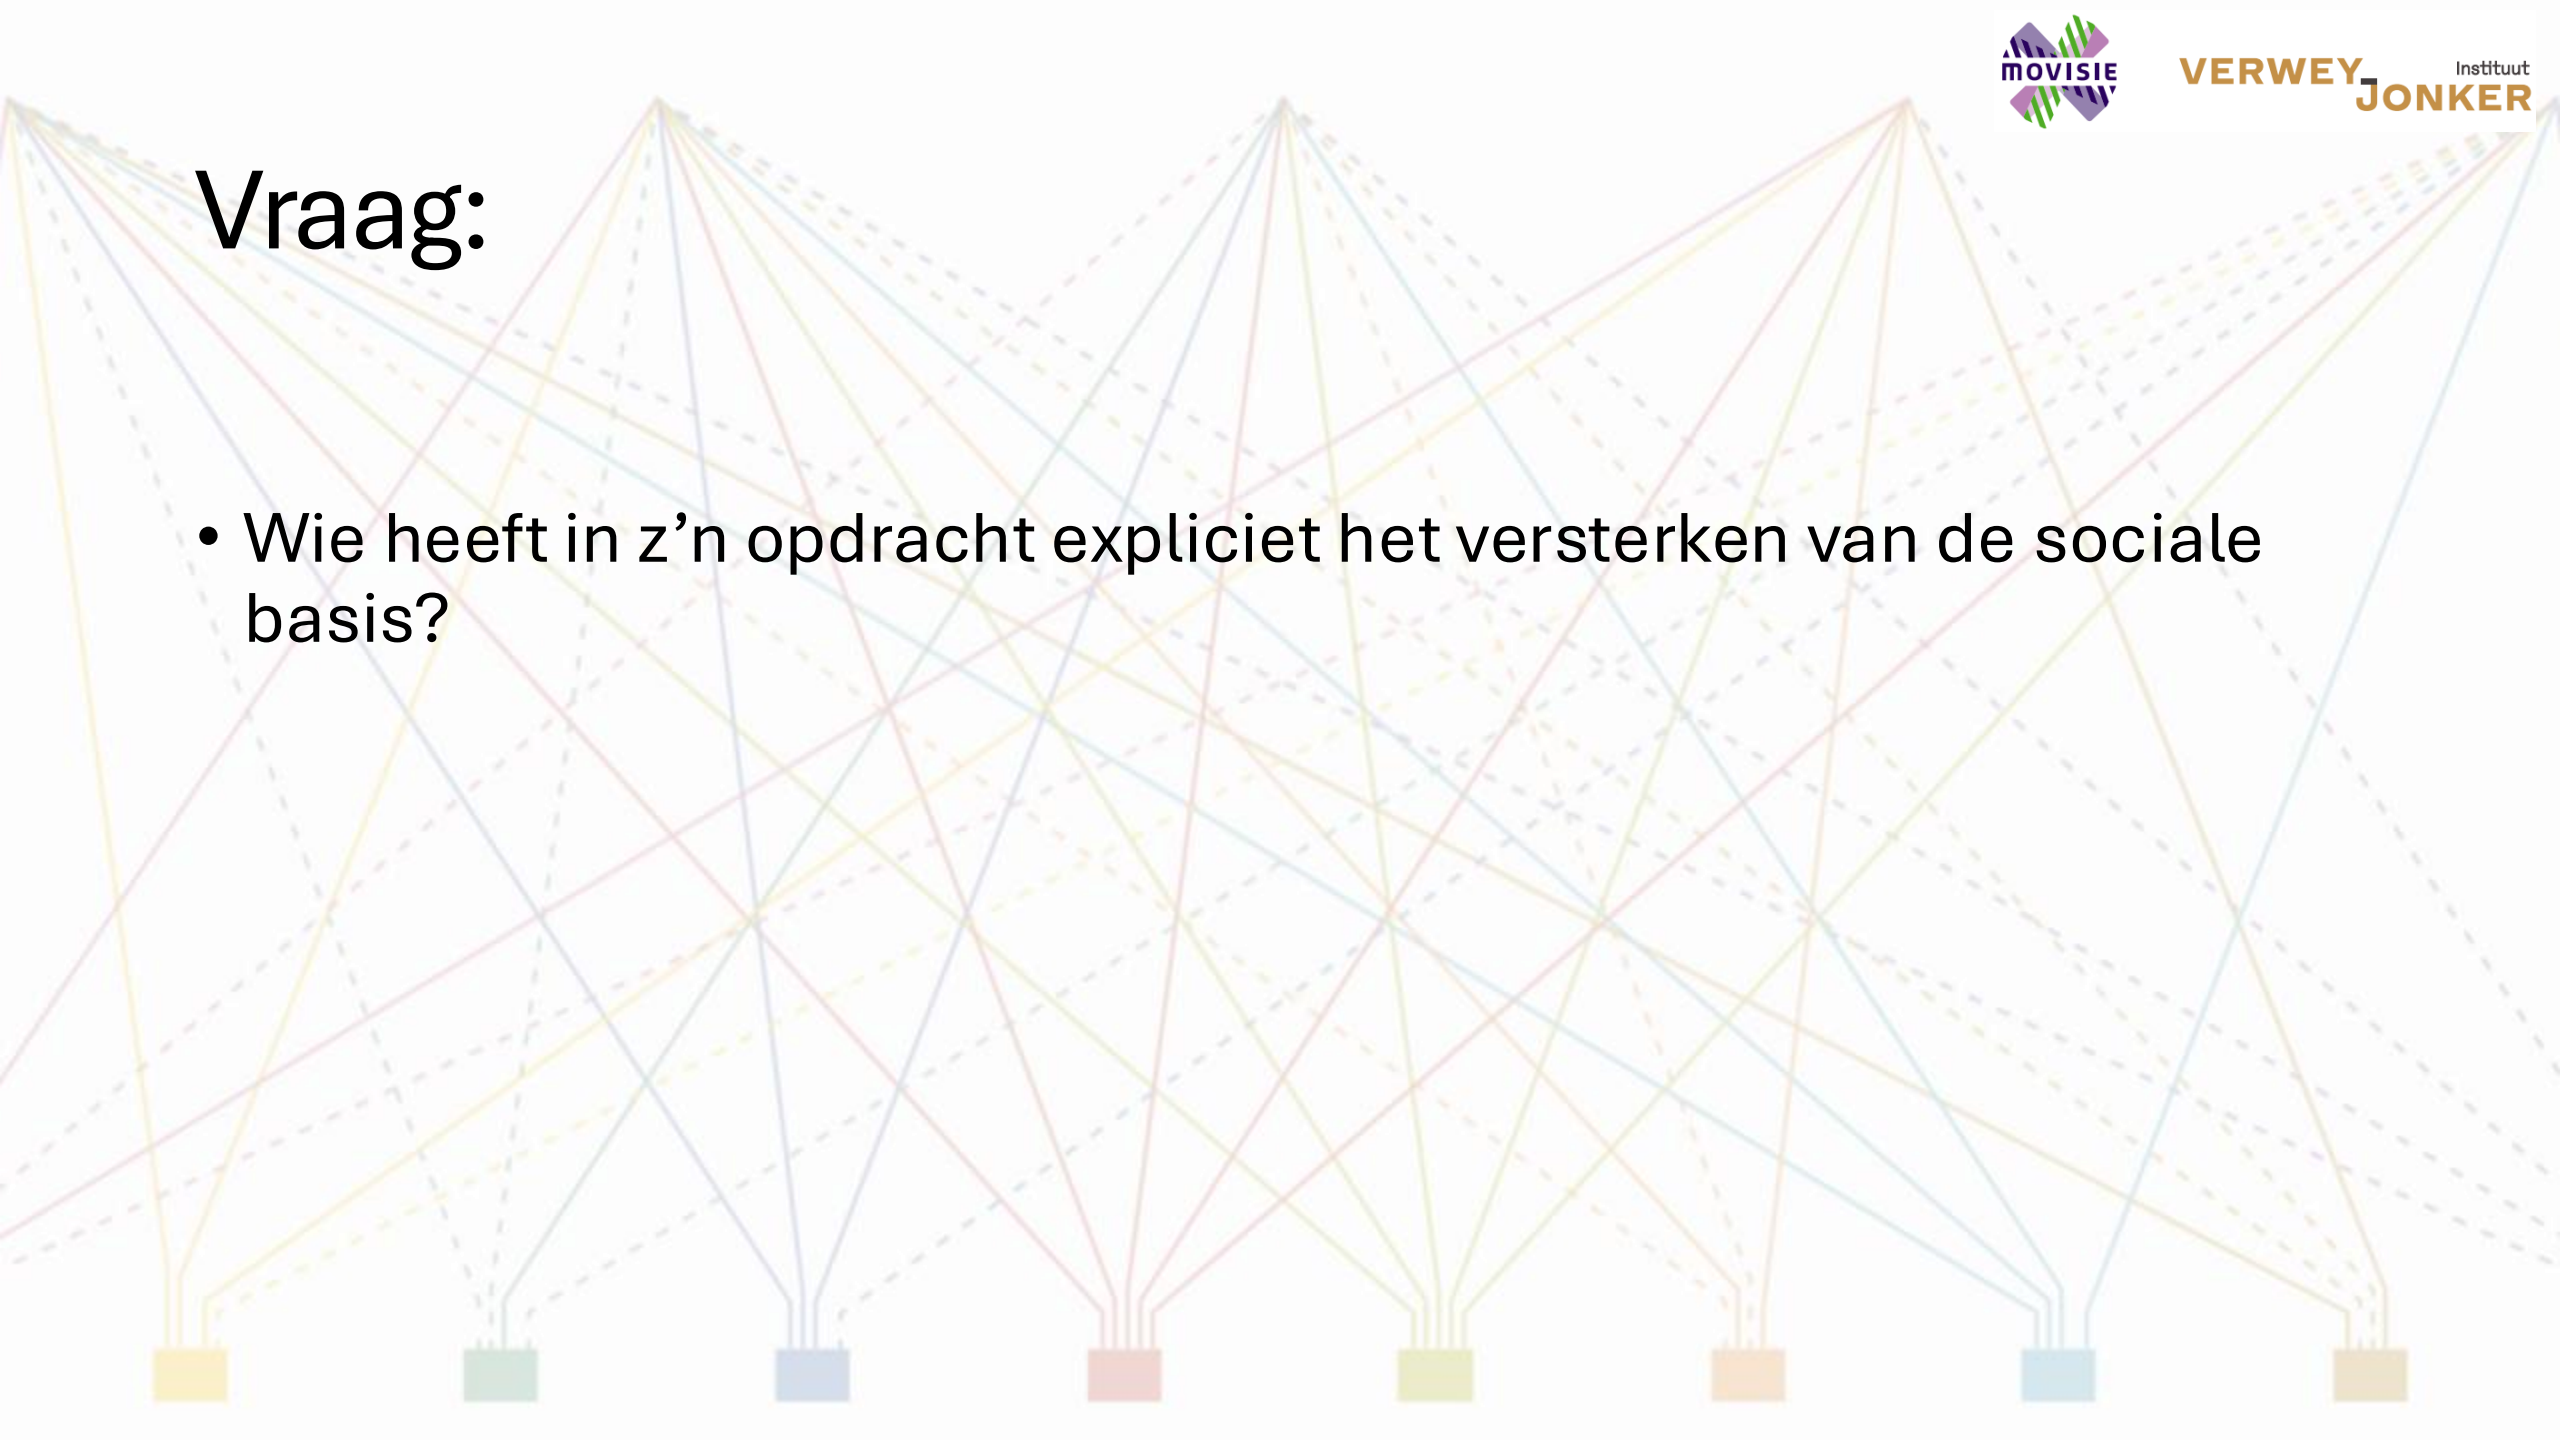 MOVISIE
VERWEY
Instituut
JONKER
Vraag:
• Wie heeft in z’n opdracht expliciet het versterken van de sociale
basis?